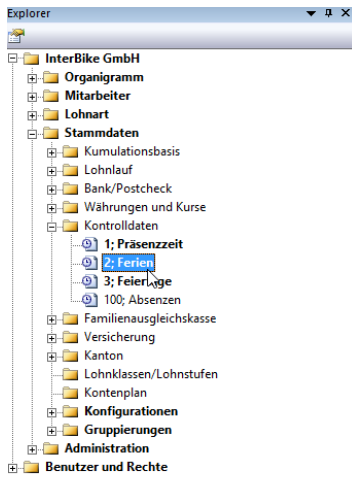 Explorer
InterBike GmbH
Organigramm
Mitarbeiter
Lohnart
Stammdaten
Kumulationsbasis
Lohnlauf
Bank/Postcheck
Währungen und Kurse
Kontrolldaten
1; Präsenzzeit
2; Ferien
3;
100; Absenzen
Familienausgleichskasse
Versicherung
Kanton
Lohnklassen/Lohnstufen
Kontenplan
Konfigurationen
Gruppierungen
Administration
Benutzer und Rechte